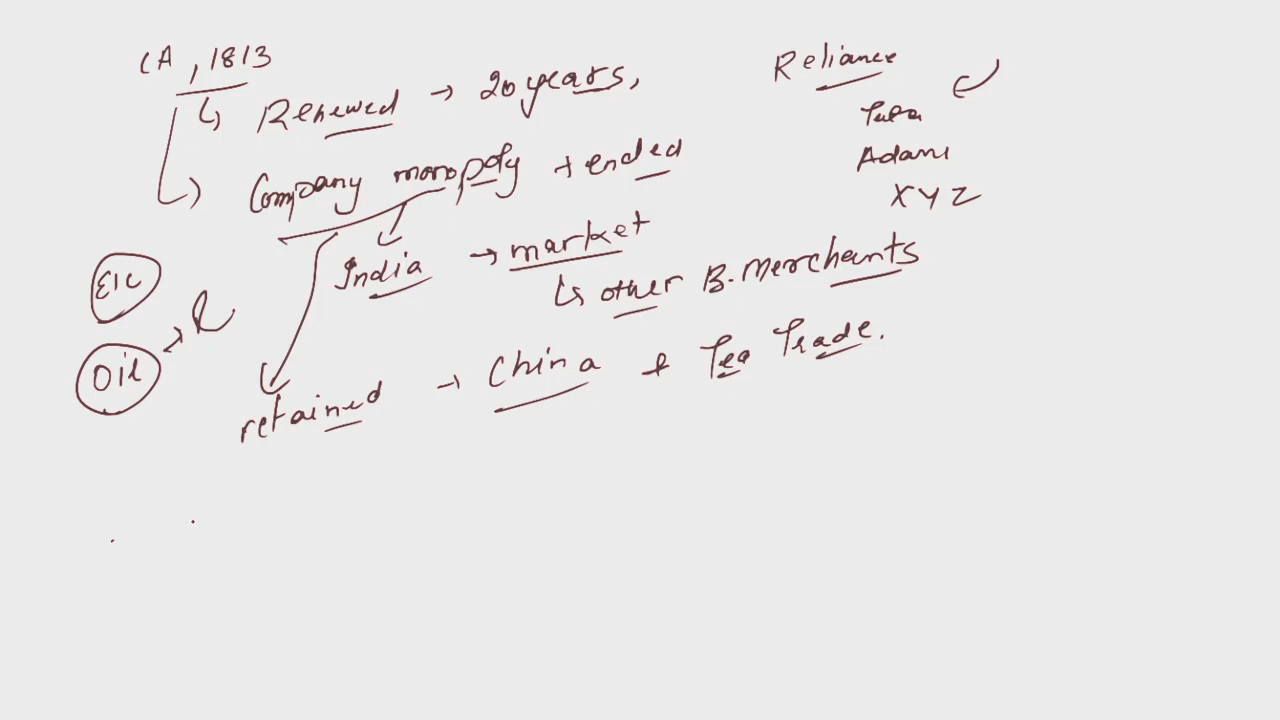 CA, 1813
Renewed → 20 years,
Company monopoly → ended
India → market
↳ other B. Merchants
retained → China & Tea Trade.
EIC
Oil → R
Reliance
Tata
Adani
XYZ